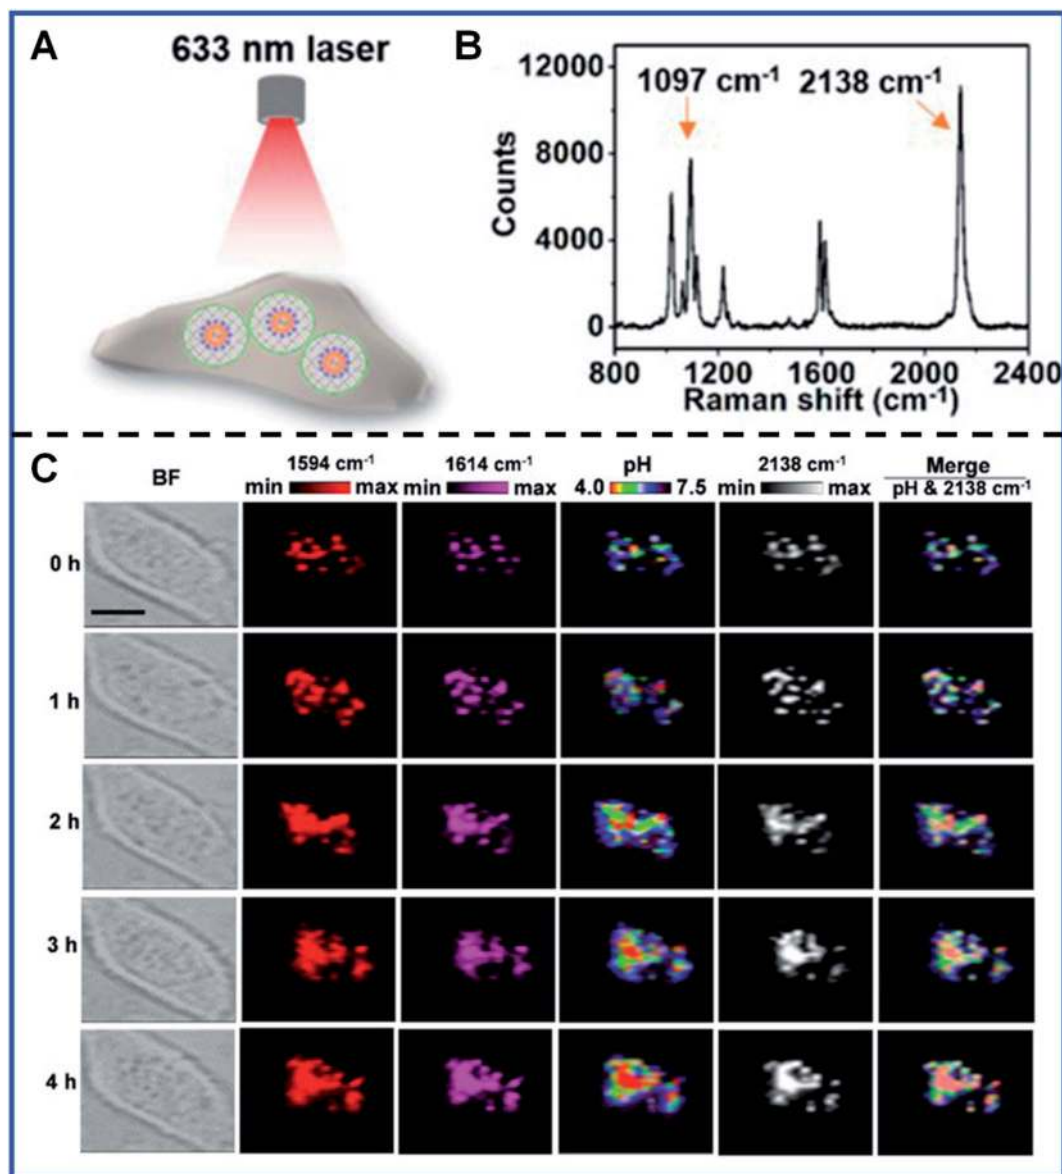 A
633 nm laser
B
1097 cm⁻¹ 2138 cm⁻¹
12000
8000
4000
0
Counts
800 1200 1600 2000 2400
Raman shift (cm⁻¹)
C
BF
1594 cm⁻¹
min max
1614 cm⁻¹
min max
pH
4.0 7.5
2138 cm⁻¹
min max
Merge
pH & 2138 cm⁻¹
0 h
1 h
2 h
3 h
4 h